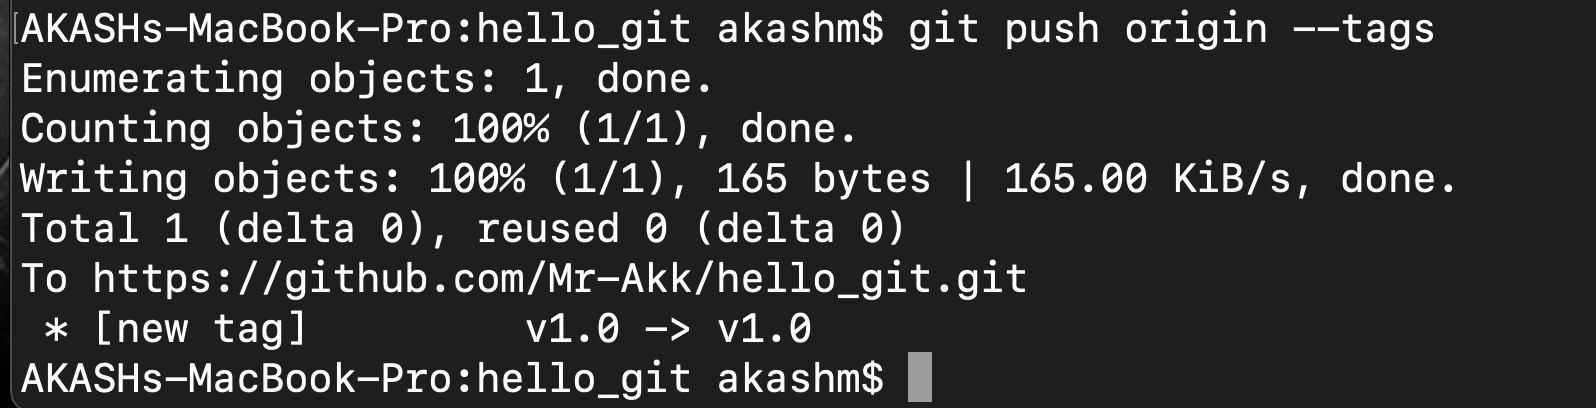 [AKASHs-MacBook-Pro:hello_git akashm$ git push origin --tags
Enumerating objects: 1, done.
Counting objects: 100% (1/1), done.
Writing objects: 100% (1/1), 165 bytes | 165.00 KiB/s, done.
Total 1 (delta 0), reused 0 (delta 0)
To https://github.com/Mr-Akk/hello_git.git
 * [new tag]         v1.0 -> v1.0
AKASHs-MacBook-Pro:hello_git akashm$